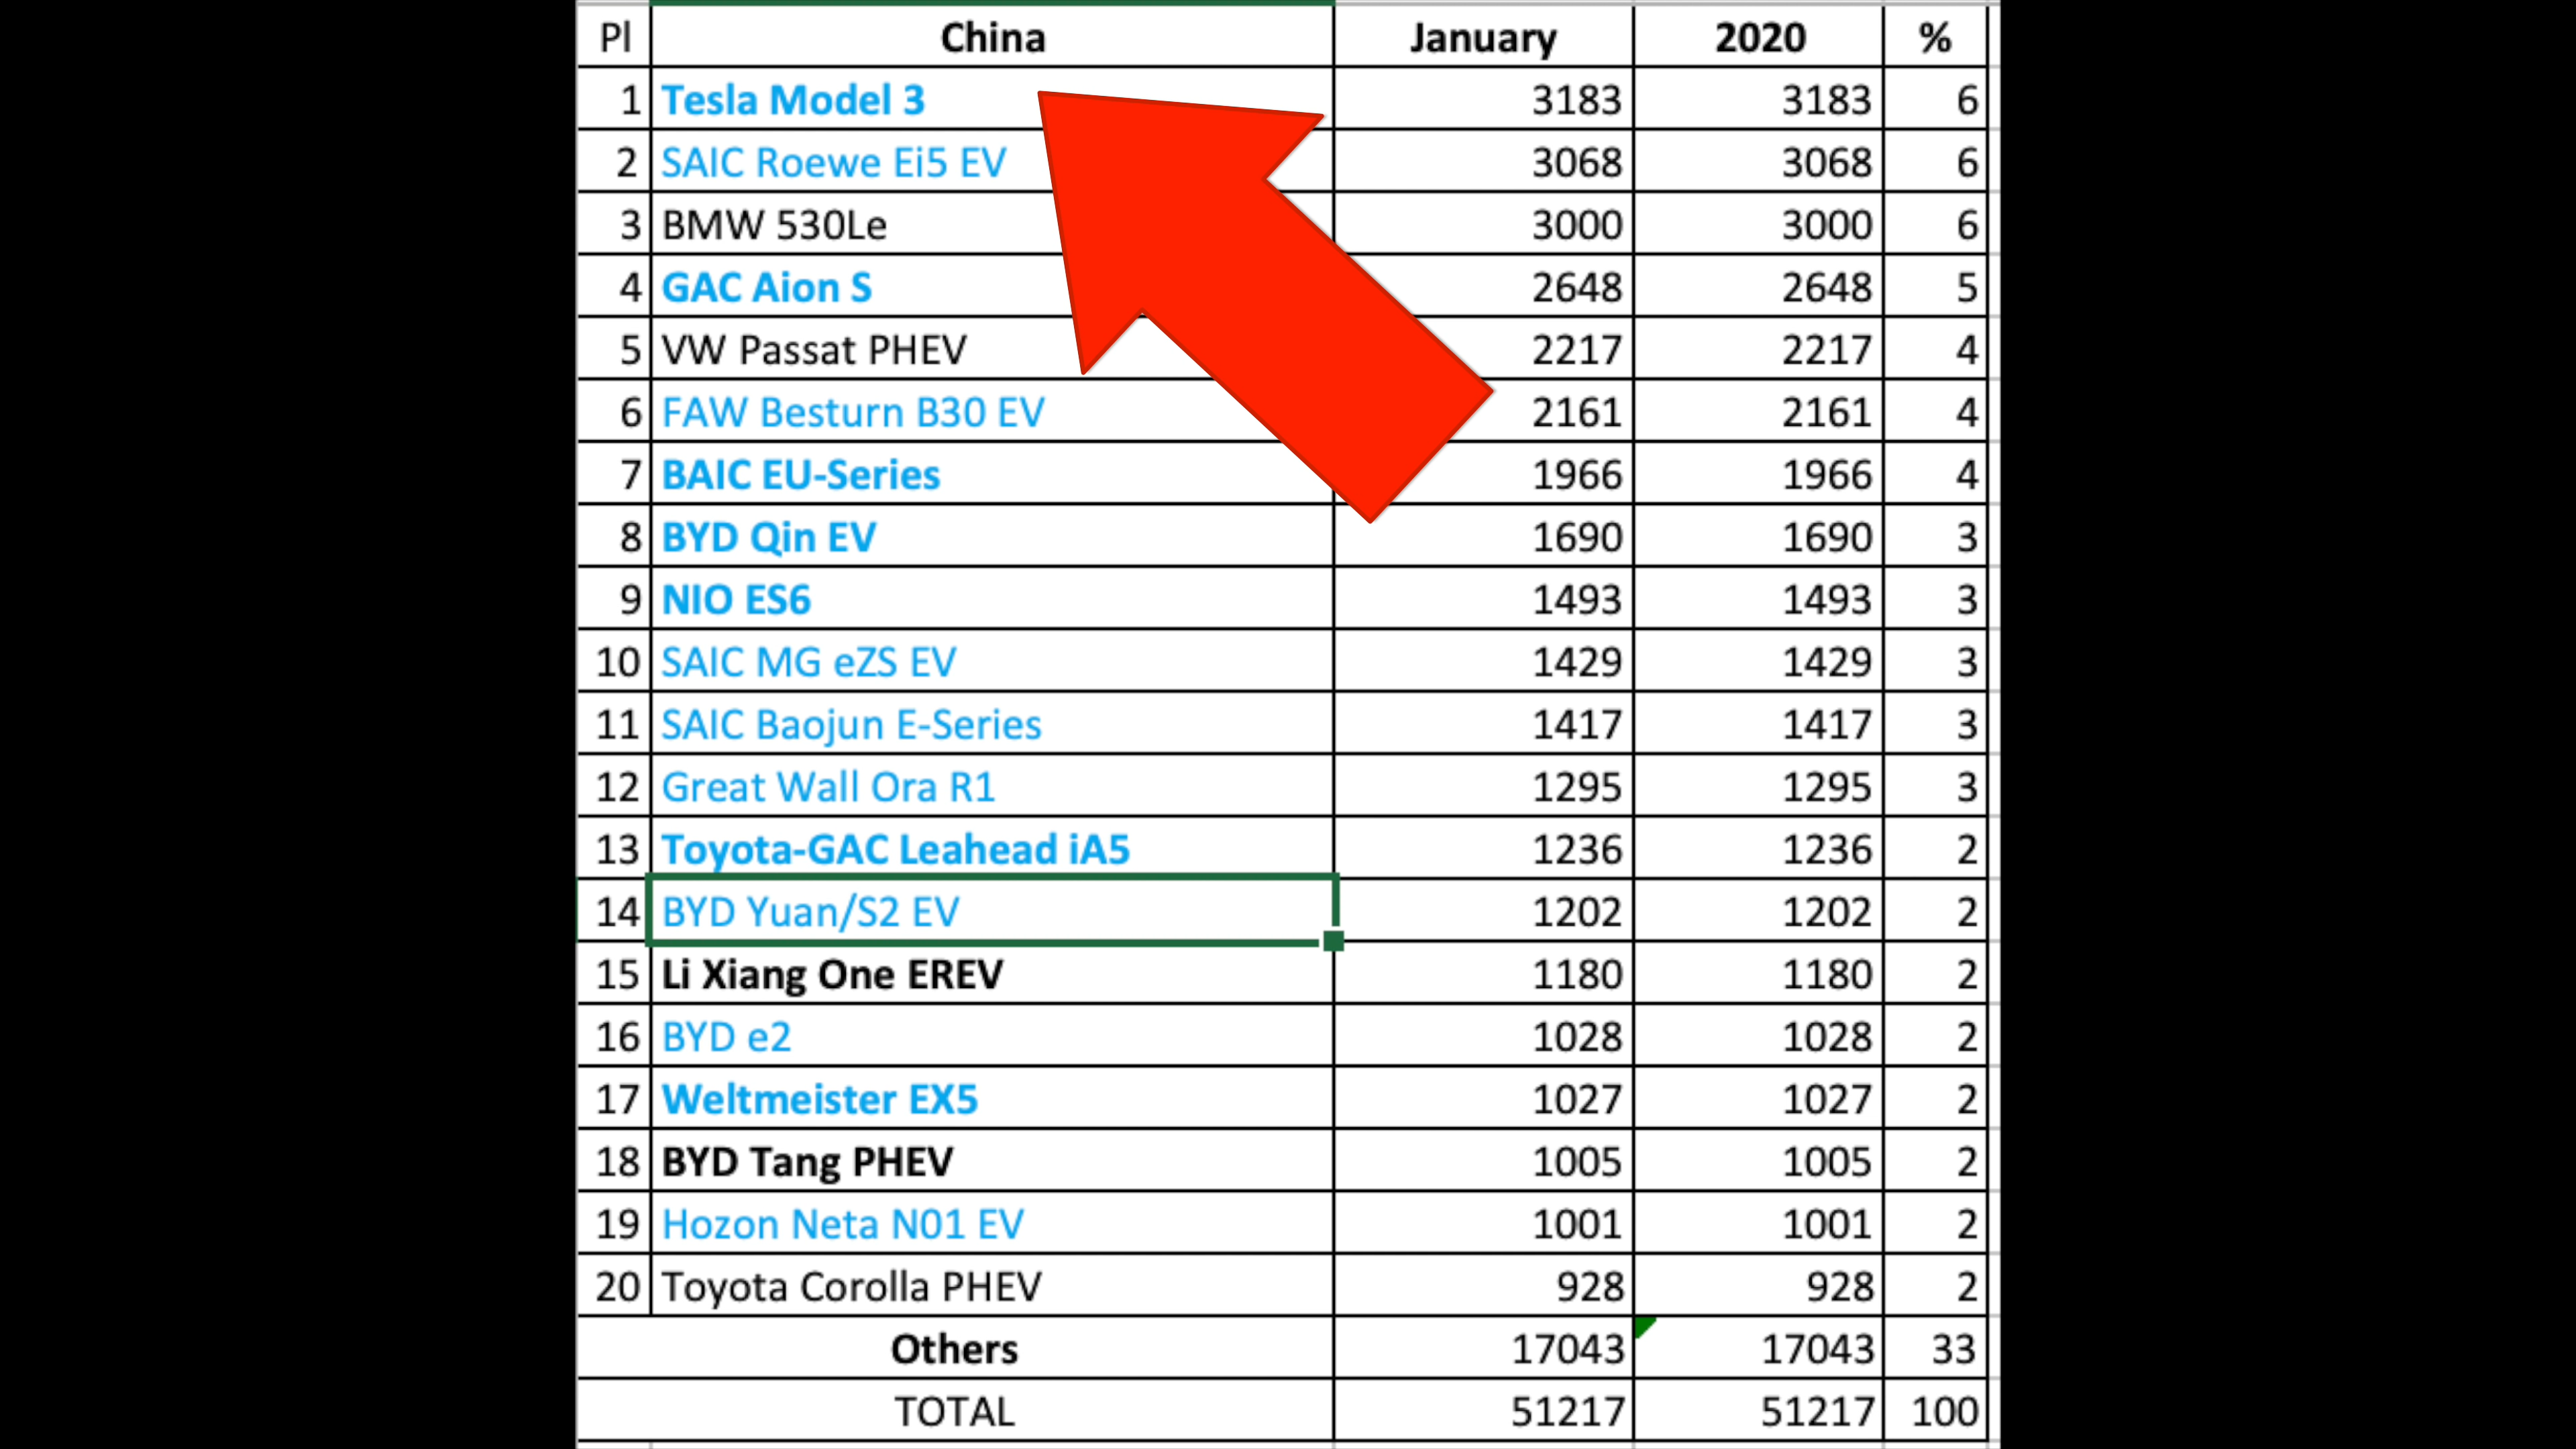 Pl China January 2020 %
1 Tesla Model 3 3183 3183 6
2 SAIC Roewe Ei5 EV 3068 3068 6
3 BMW 530Le 3000 3000 6
4 GAC Aion S 2648 2648 5
5 VW Passat PHEV 2217 2217 4
6 FAW Besturn B30 EV 2161 2161 4
7 BAIC EU-Series 1966 1966 4
8 BYD Qin EV 1690 1690 3
9 NIO ES6 1493 1493 3
10 SAIC MG eZS EV 1429 1429 3
11 SAIC Baojun E-Series 1417 1417 3
12 Great Wall Ora R1 1295 1295 3
13 Toyota-GAC Leahead iA5 1236 1236 2
14 BYD Yuan/S2 EV 1202 1202 2
15 Li Xiang One EREV 1180 1180 2
16 BYD e2 1028 1028 2
17 Weltmeister EX5 1027 1027 2
18 BYD Tang PHEV 1005 1005 2
19 Hozon Neta N01 EV 1001 1001 2
20 Toyota Corolla PHEV 928 928 2
Others 17043 17043 33
TOTAL 51217 51217 100